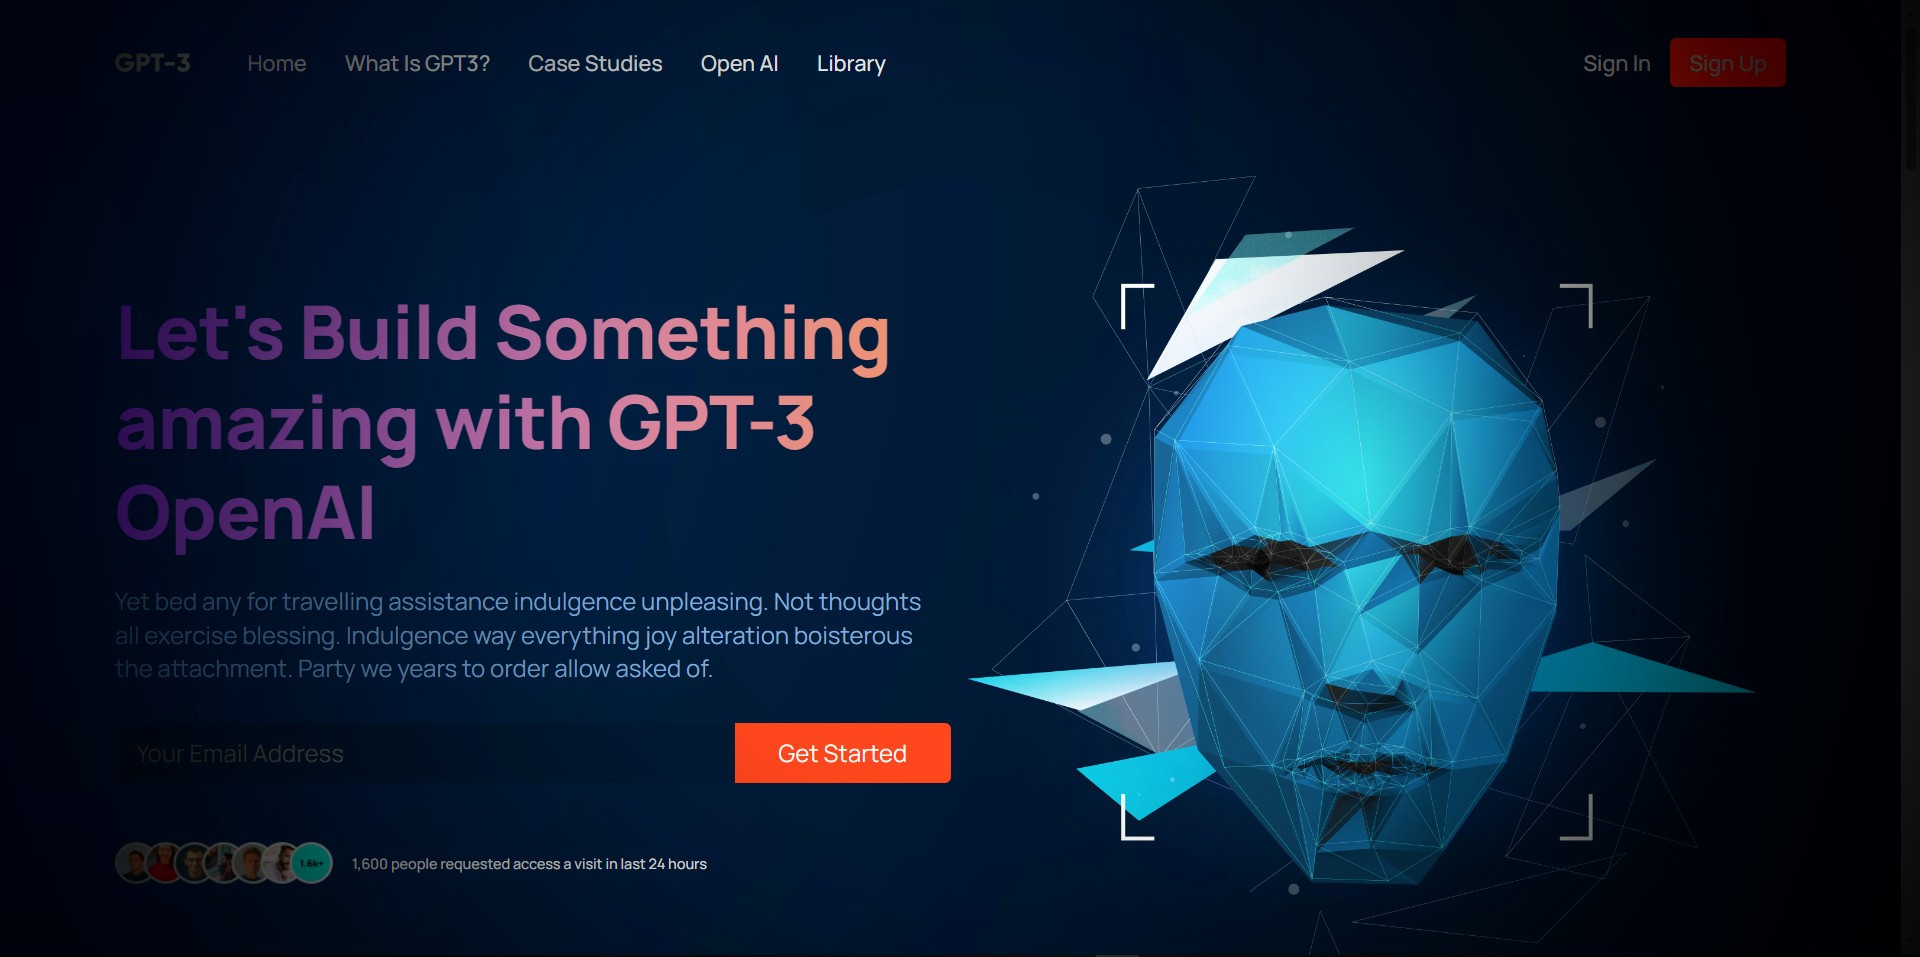 GPT-3
Home
What Is GPT3?
Case Studies
Open AI
Library
Sign In
Sign Up
Let's Build Something
amazing with GPT-3
OpenAI
Yet bed any for travelling assistance indulgence unpleasing. Not thoughts
all exercise blessing. Indulgence way everything joy alteration boisterous
the attachment. Party we years to order allow asked of.
Your Email Address
Get Started
1.6k+
1,600 people requested access a visit in last 24 hours